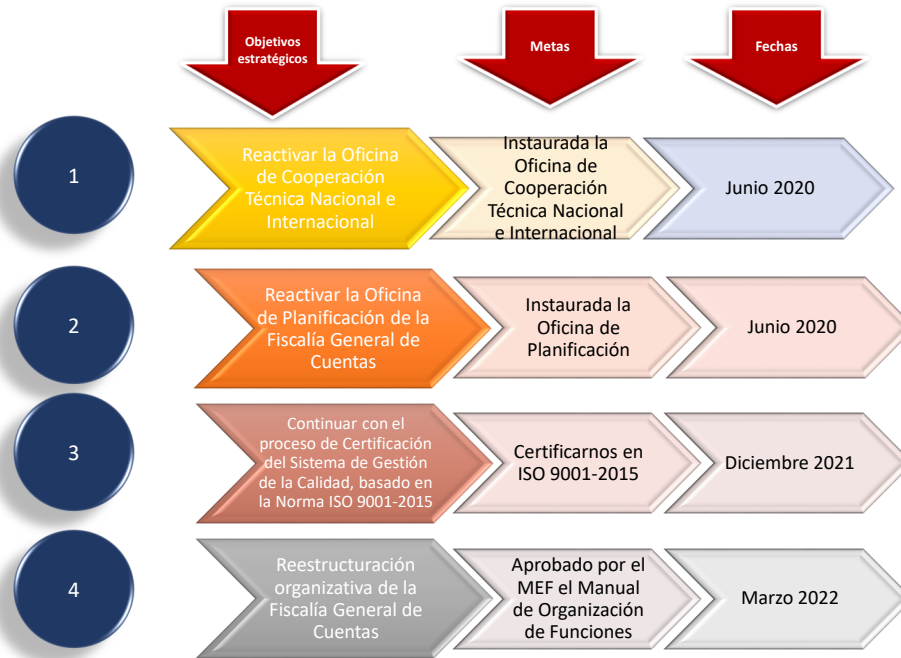 Objetivos
estratégicos
Metas
Fechas
1
Reactivar la Oficina
de Cooperación
Técnica Nacional e
Internacional
Instaurada la
Oficina de
Cooperación
Técnica Nacional
e Internacional
Junio 2020
2
Reactivar la Oficina
de Planificación de la
Fiscalía General de
Cuentas
Instaurada la
Oficina de
Planificación
Junio 2020
3
Continuar con el
proceso de Certificación
del Sistema de Gestión
de la Calidad, basado en
la Norma ISO 9001-2015
Certificarnos en
ISO 9001-2015
Diciembre 2021
4
Reestructuración
organizativa de la
Fiscalía General de
Cuentas
Aprobado por el
MEF el Manual
de Organización
de Funciones
Marzo 2022